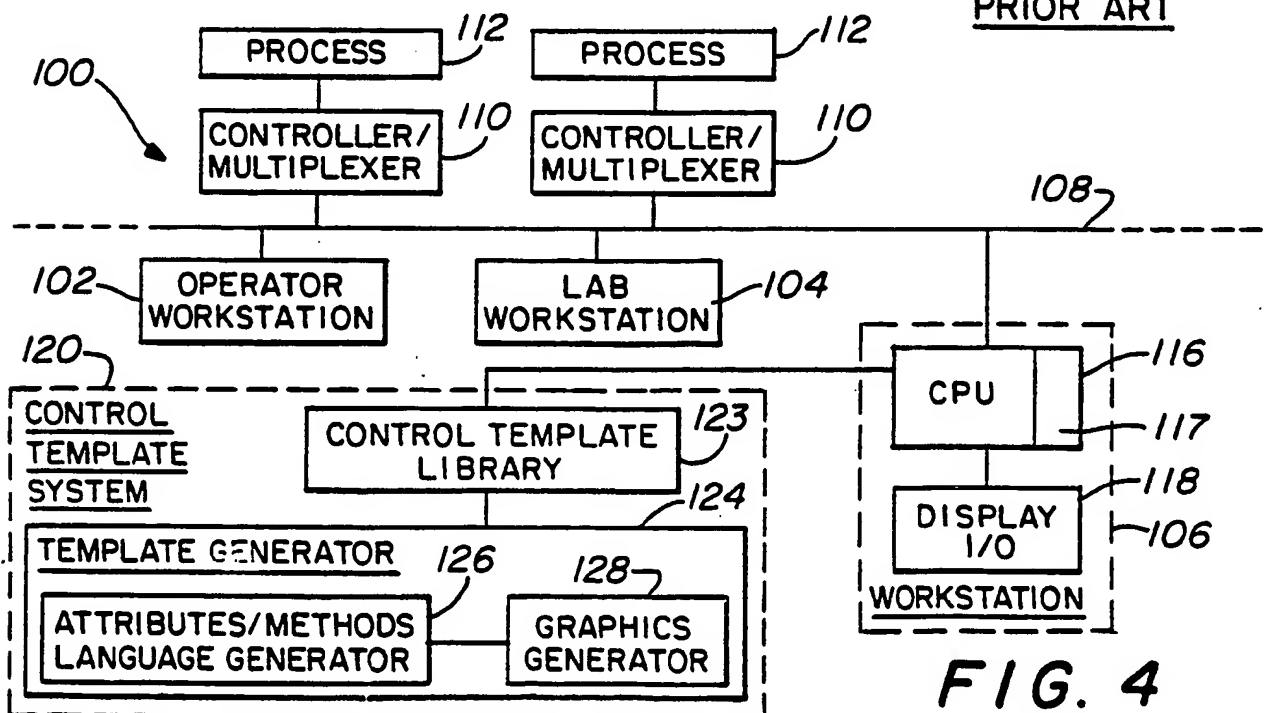 PRIOR ART
PROCESS
112
PROCESS
112
100
CONTROLLER/
MULTIPLEXER
110
CONTROLLER/
MULTIPLEXER
110
108
102
OPERATOR
WORKSTATION
LAB
WORKSTATION
104
120
CONTROL
TEMPLATE
SYSTEM
CONTROL TEMPLATE
LIBRARY
123
CPU
116
117
DISPLAY
I/O
118
106
WORKSTATION
124
TEMPLATE GENERATOR
126
128
ATTRIBUTES/METHODS
LANGUAGE GENERATOR
GRAPHICS
GENERATOR
FIG. 4